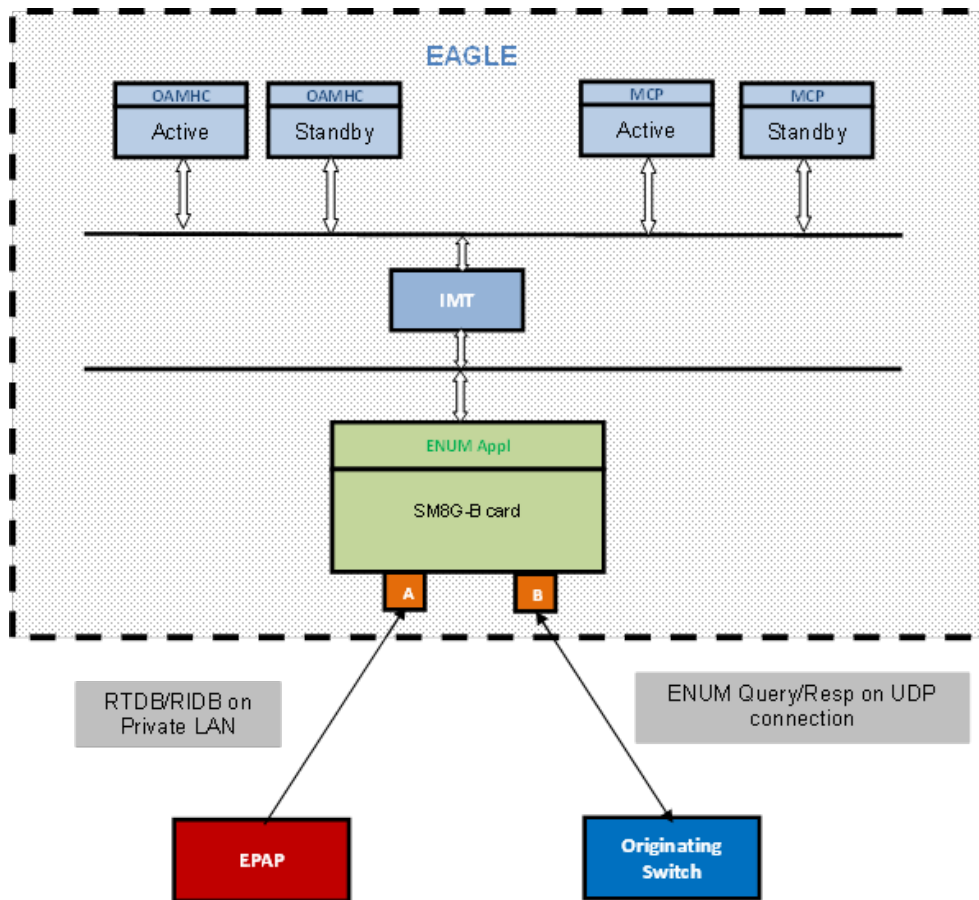 EAGLE
OAMHC
Active
OAMHC
Standby
MCP
Active
MCP
Standby
IMT
ENUM Appl
SM8G-B card
A
B
RTDB/RIDB on
Private LAN
ENUM Query/Resp on UDP
connection
EPAP
Originating
Switch